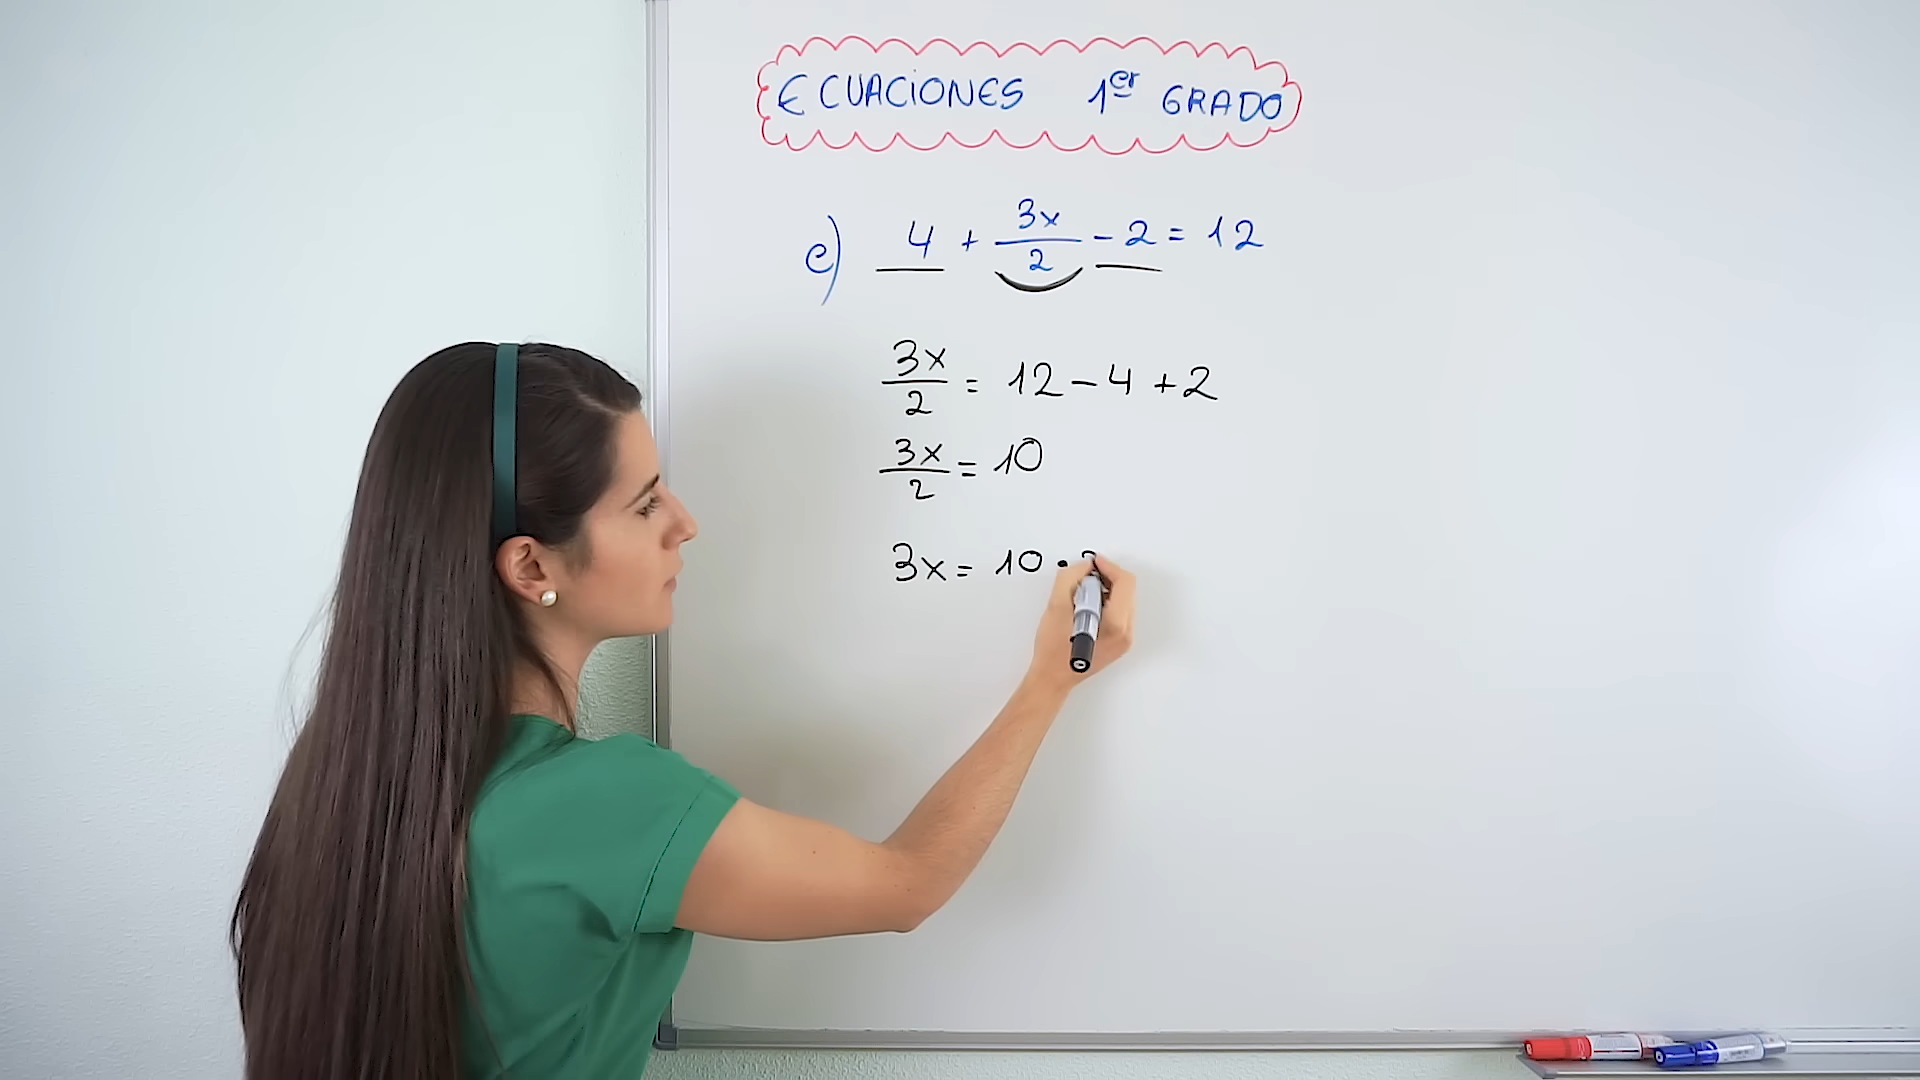 ECUACIONES 1er GRADO
e) 4 + 3x/2 - 2 = 12
3x/2 = 12 - 4 + 2
3x/2 = 10
3x = 10 ·